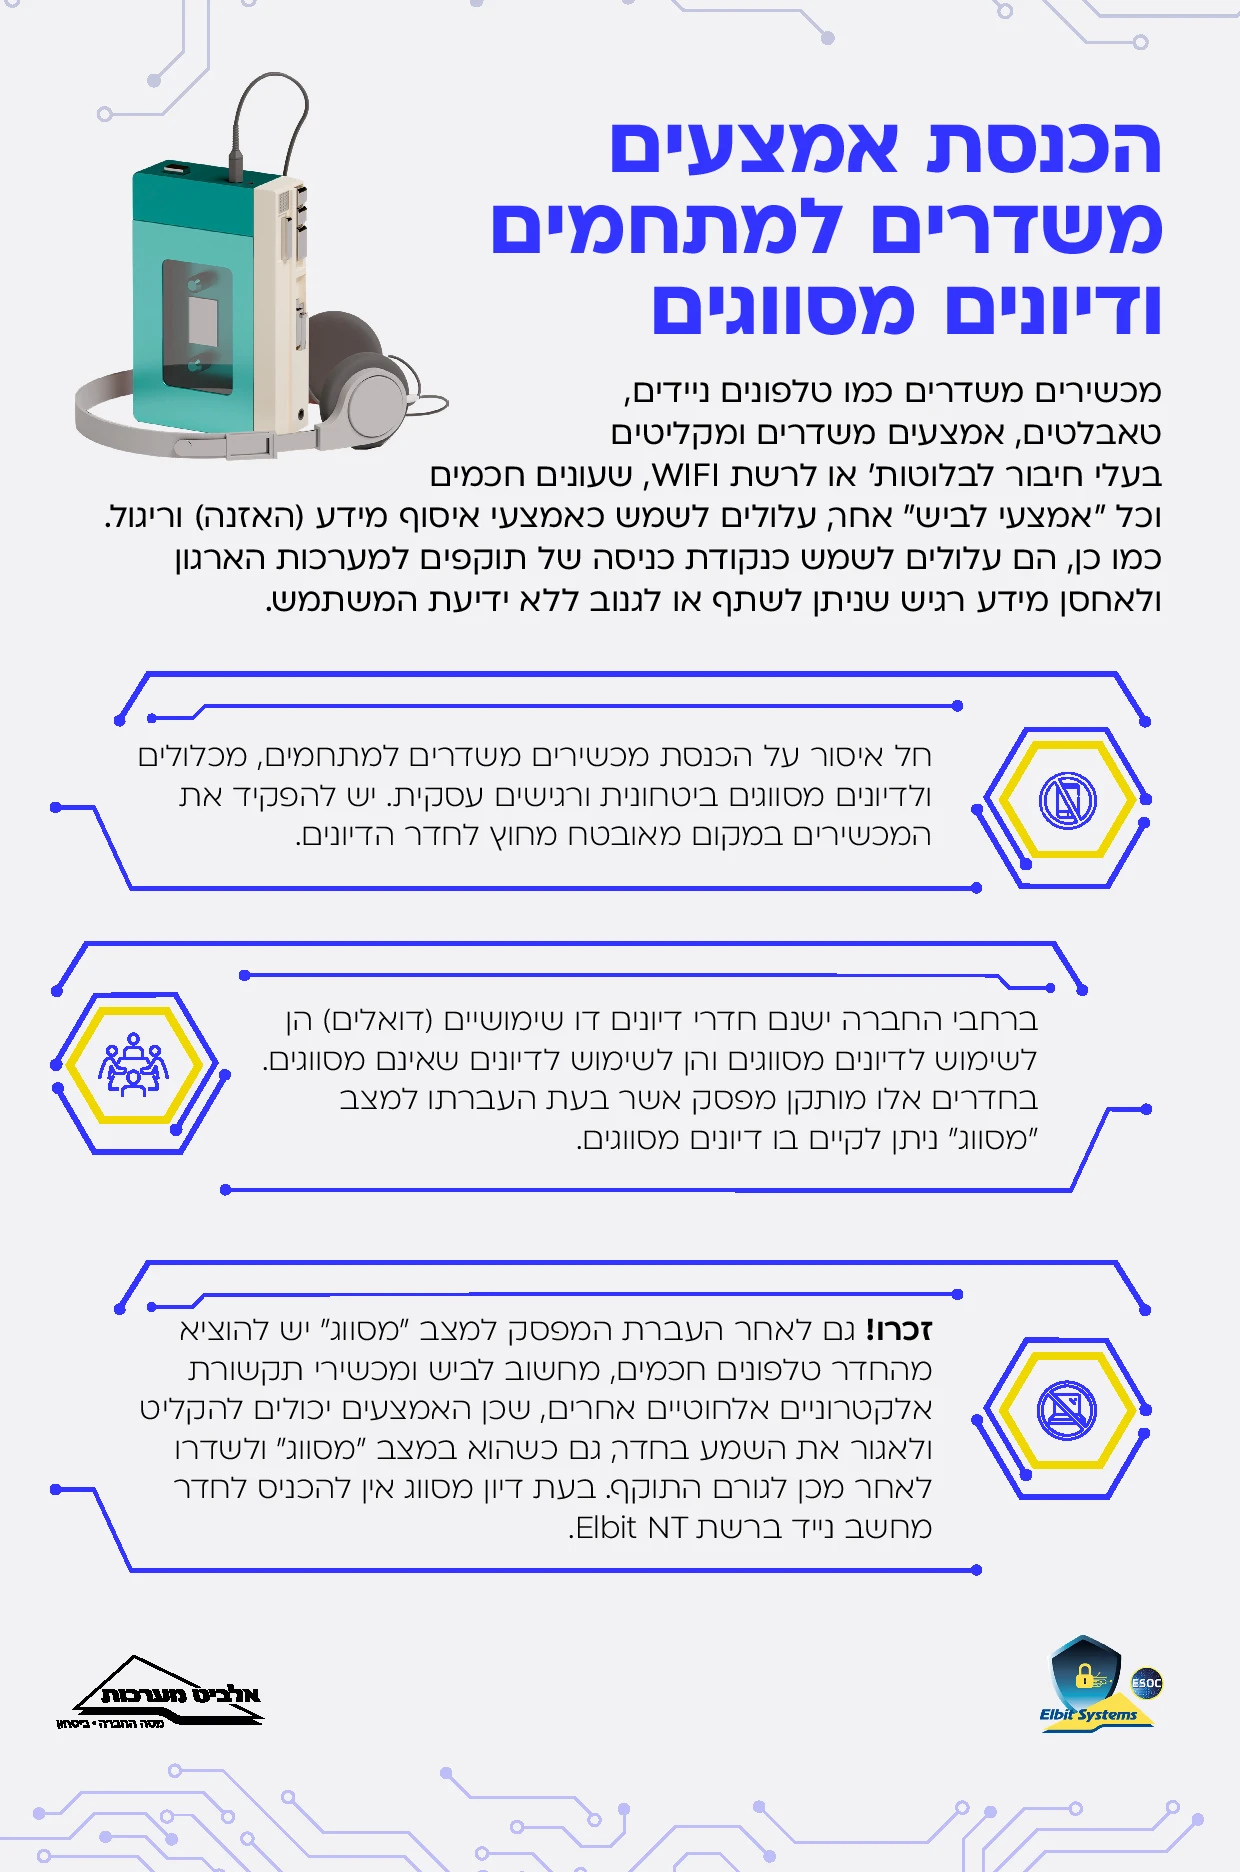 הכנסת אמצעים
משדרים למתחמים
ודיונים מסווגים
מכשירים משדרים כמו טלפונים ניידים,
טאבלטים, אמצעים משדרים ומקליטים
בעלי חיבור לבלוטות' או לרשת WIFI, שעונים חכמים
וכל "אמצעי לביש" אחר, עלולים לשמש כאמצעי איסוף מידע (האזנה) וריגול.
כמו כן, הם עלולים לשמש כנקודת כניסה של תוקפים למערכות הארגון
ולאחסן מידע רגיש שניתן לשתף או לגנוב ללא ידיעת המשתמש.
חל איסור על הכנסת מכשירים משדרים למתחמים, מכלולים
ולדיונים מסווגים ביטחונית ורגישים עסקית. יש להפקיד את
המכשירים במקום מאובטח מחוץ לחדר הדיונים.
ברחבי החברה ישנם חדרי דיונים דו שימושיים (דואלים) הן
לשימוש לדיונים מסווגים והן לשימוש לדיונים שאינם מסווגים.
בחדרים אלו מותקן מפסק אשר בעת העברתו למצב
"מסווג" ניתן לקיים בו דיונים מסווגים.
זכרו! גם לאחר העברת המפסק למצב "מסווג" יש להוציא
מהחדר טלפונים חכמים, מחשוב לביש ומכשירי תקשורת
אלקטרוניים אלחוטיים אחרים, שכן האמצעים יכולים להקליט
ולאגור את השמע בחדר, גם כשהוא במצב "מסווג" ולשדרו
לאחר מכן לגורם התוקף. בעת דיון מסווג אין להכניס לחדר
מחשב נייד ברשת Elbit NT.
ESOC
Elbit Systems
אלביט מערכות
מטה החברה • ביטחון